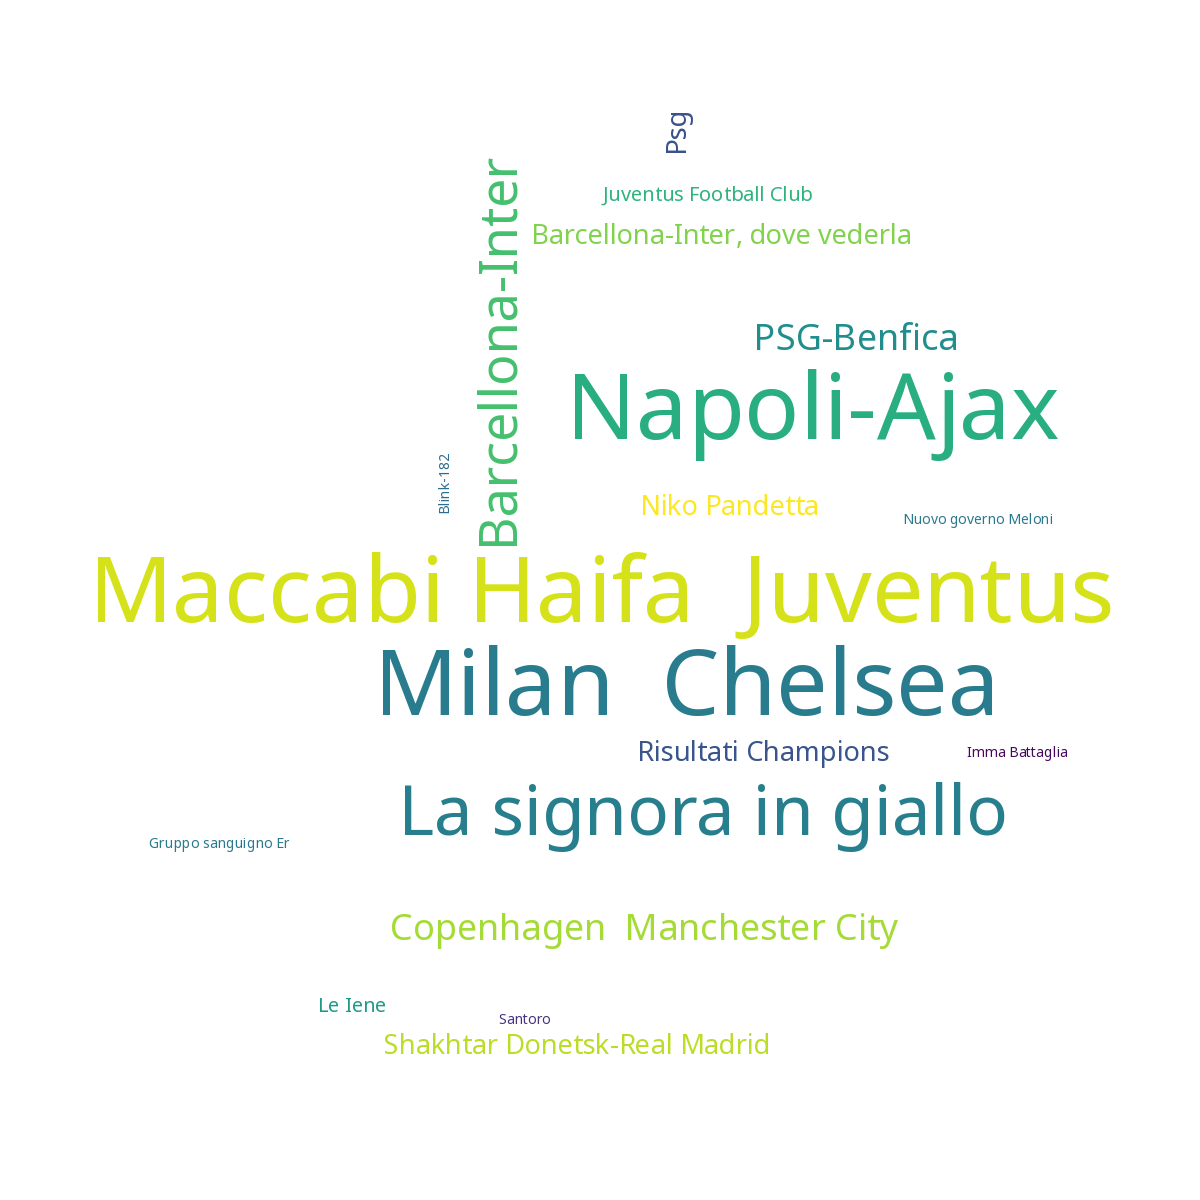 Psg
Juventus Football Club
Barcellona-Inter
Barcellona-Inter, dove vederla
PSG-Benfica
Napoli-Ajax
Blink-182
Niko Pandetta
Nuovo governo Meloni
Maccabi Haifa  Juventus
Milan  Chelsea
Risultati Champions
Imma Battaglia
La signora in giallo
Gruppo sanguigno Er
Copenhagen  Manchester City
Le Iene
Santoro
Shakhtar Donetsk-Real Madrid